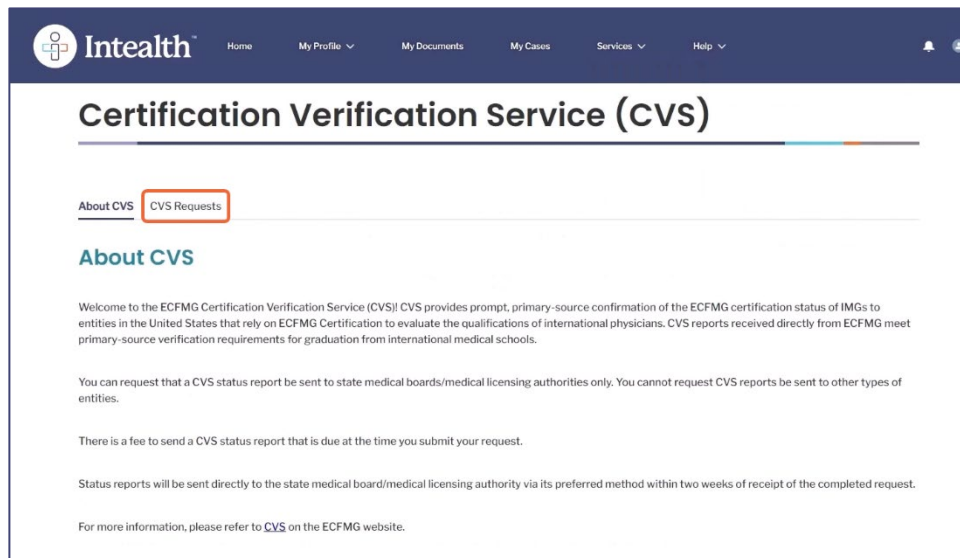 Intealth™ Home My Profile My Documents My Cases Services Help
Certification Verification Service (CVS)
About CVS CVS Requests
About CVS
Welcome to the ECFMG Certification Verification Service (CVS)! CVS provides prompt, primary-source confirmation of the ECFMG certification status of IMGs to
entities in the United States that rely on ECFMG Certification to evaluate the qualifications of international physicians. CVS reports received directly from ECFMG meet
primary-source verification requirements for graduation from international medical schools.
You can request that a CVS status report be sent to state medical boards/medical licensing authorities only. You cannot request CVS reports be sent to other types of
entities.
There is a fee to send a CVS status report that is due at the time you submit your request.
Status reports will be sent directly to the state medical board/medical licensing authority via its preferred method within two weeks of receipt of the completed request.
For more information, please refer to CVS on the ECFMG website.